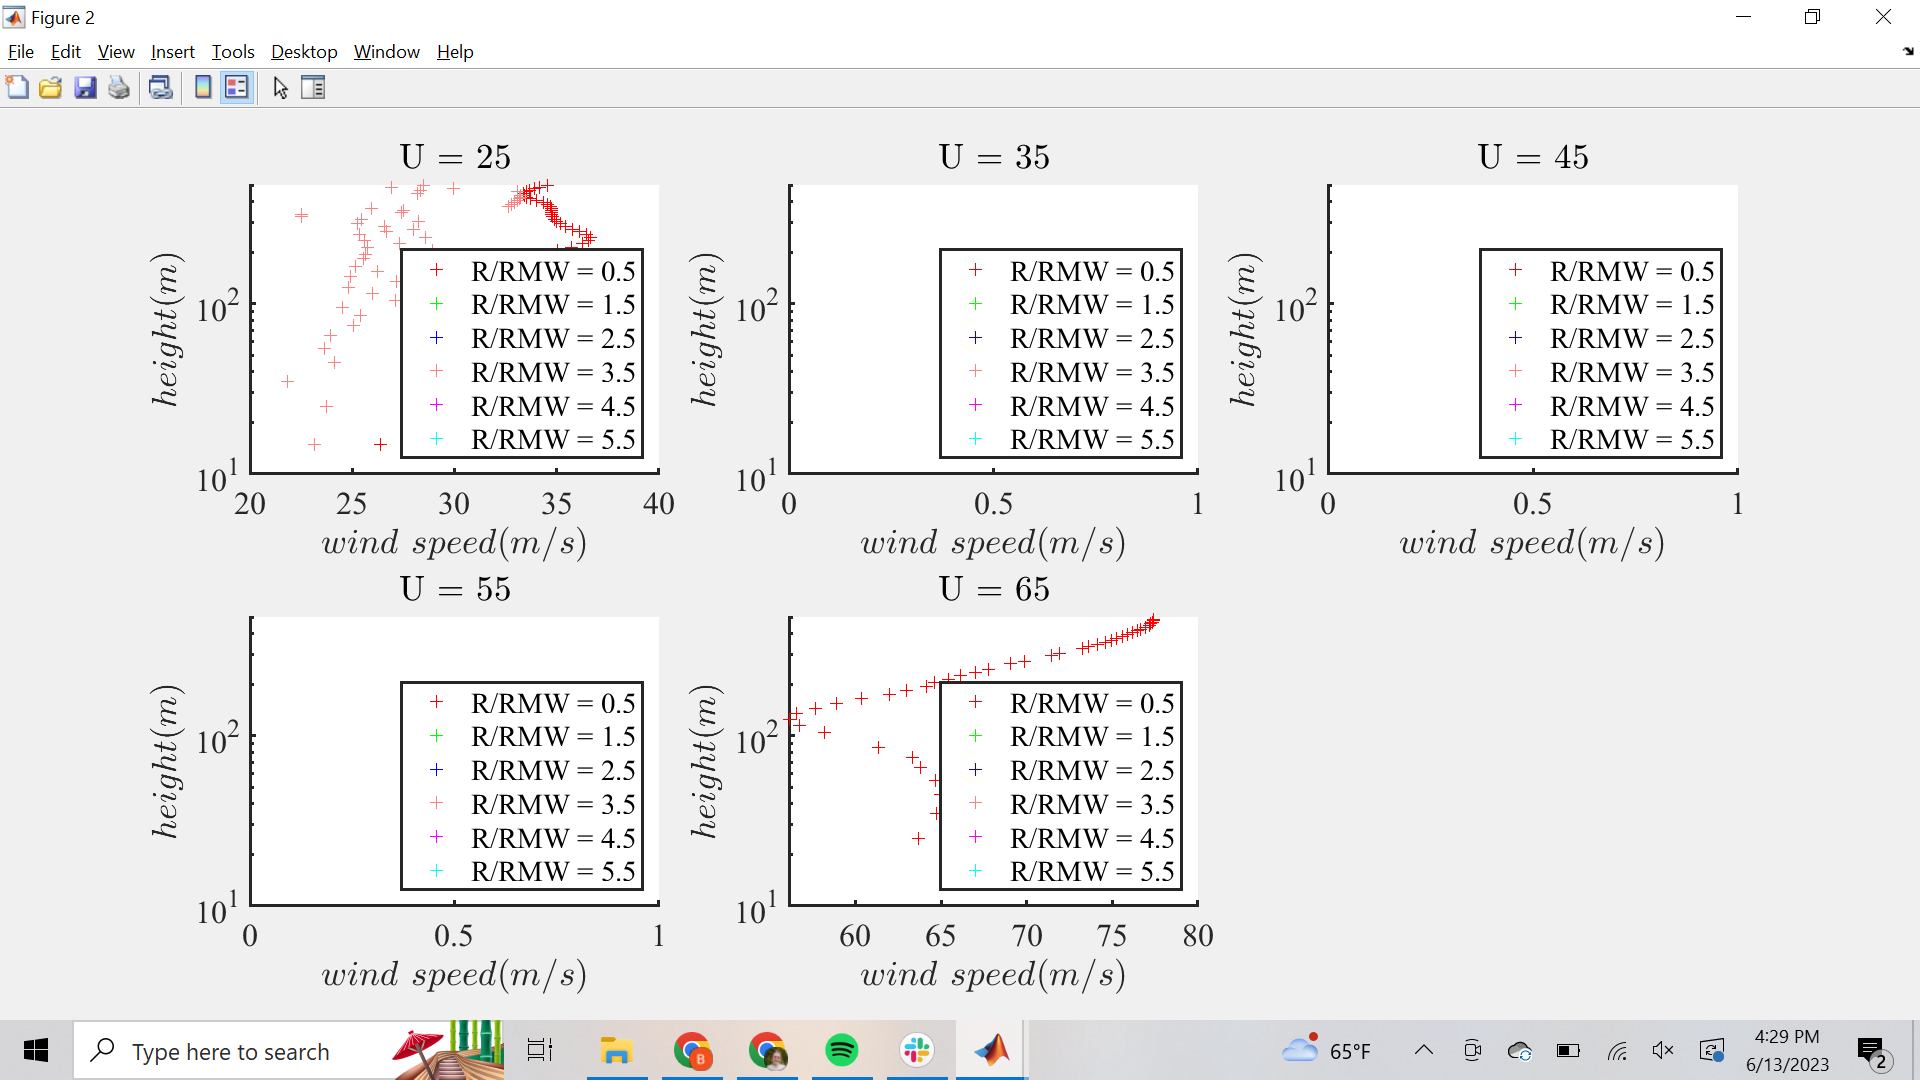 Figure 2
File Edit View Insert Tools Desktop Window Help
U = 25
height(m)
10^2
10^1
R/RMW = 0.5
R/RMW = 1.5
R/RMW = 2.5
R/RMW = 3.5
R/RMW = 4.5
R/RMW = 5.5
20 25 30 35 40
wind speed(m/s)
U = 35
height(m)
10^2
10^1
R/RMW = 0.5
R/RMW = 1.5
R/RMW = 2.5
R/RMW = 3.5
R/RMW = 4.5
R/RMW = 5.5
0 0.5 1
wind speed(m/s)
U = 45
height(m)
10^2
10^1
R/RMW = 0.5
R/RMW = 1.5
R/RMW = 2.5
R/RMW = 3.5
R/RMW = 4.5
R/RMW = 5.5
0 0.5 1
wind speed(m/s)
U = 55
height(m)
10^2
10^1
R/RMW = 0.5
R/RMW = 1.5
R/RMW = 2.5
R/RMW = 3.5
R/RMW = 4.5
R/RMW = 5.5
0 0.5 1
wind speed(m/s)
U = 65
height(m)
10^2
10^1
R/RMW = 0.5
R/RMW = 1.5
R/RMW = 2.5
R/RMW = 3.5
R/RMW = 4.5
R/RMW = 5.5
60 65 70 75 80
wind speed(m/s)
Type here to search
B
65°F
4:29 PM
6/13/2023
2